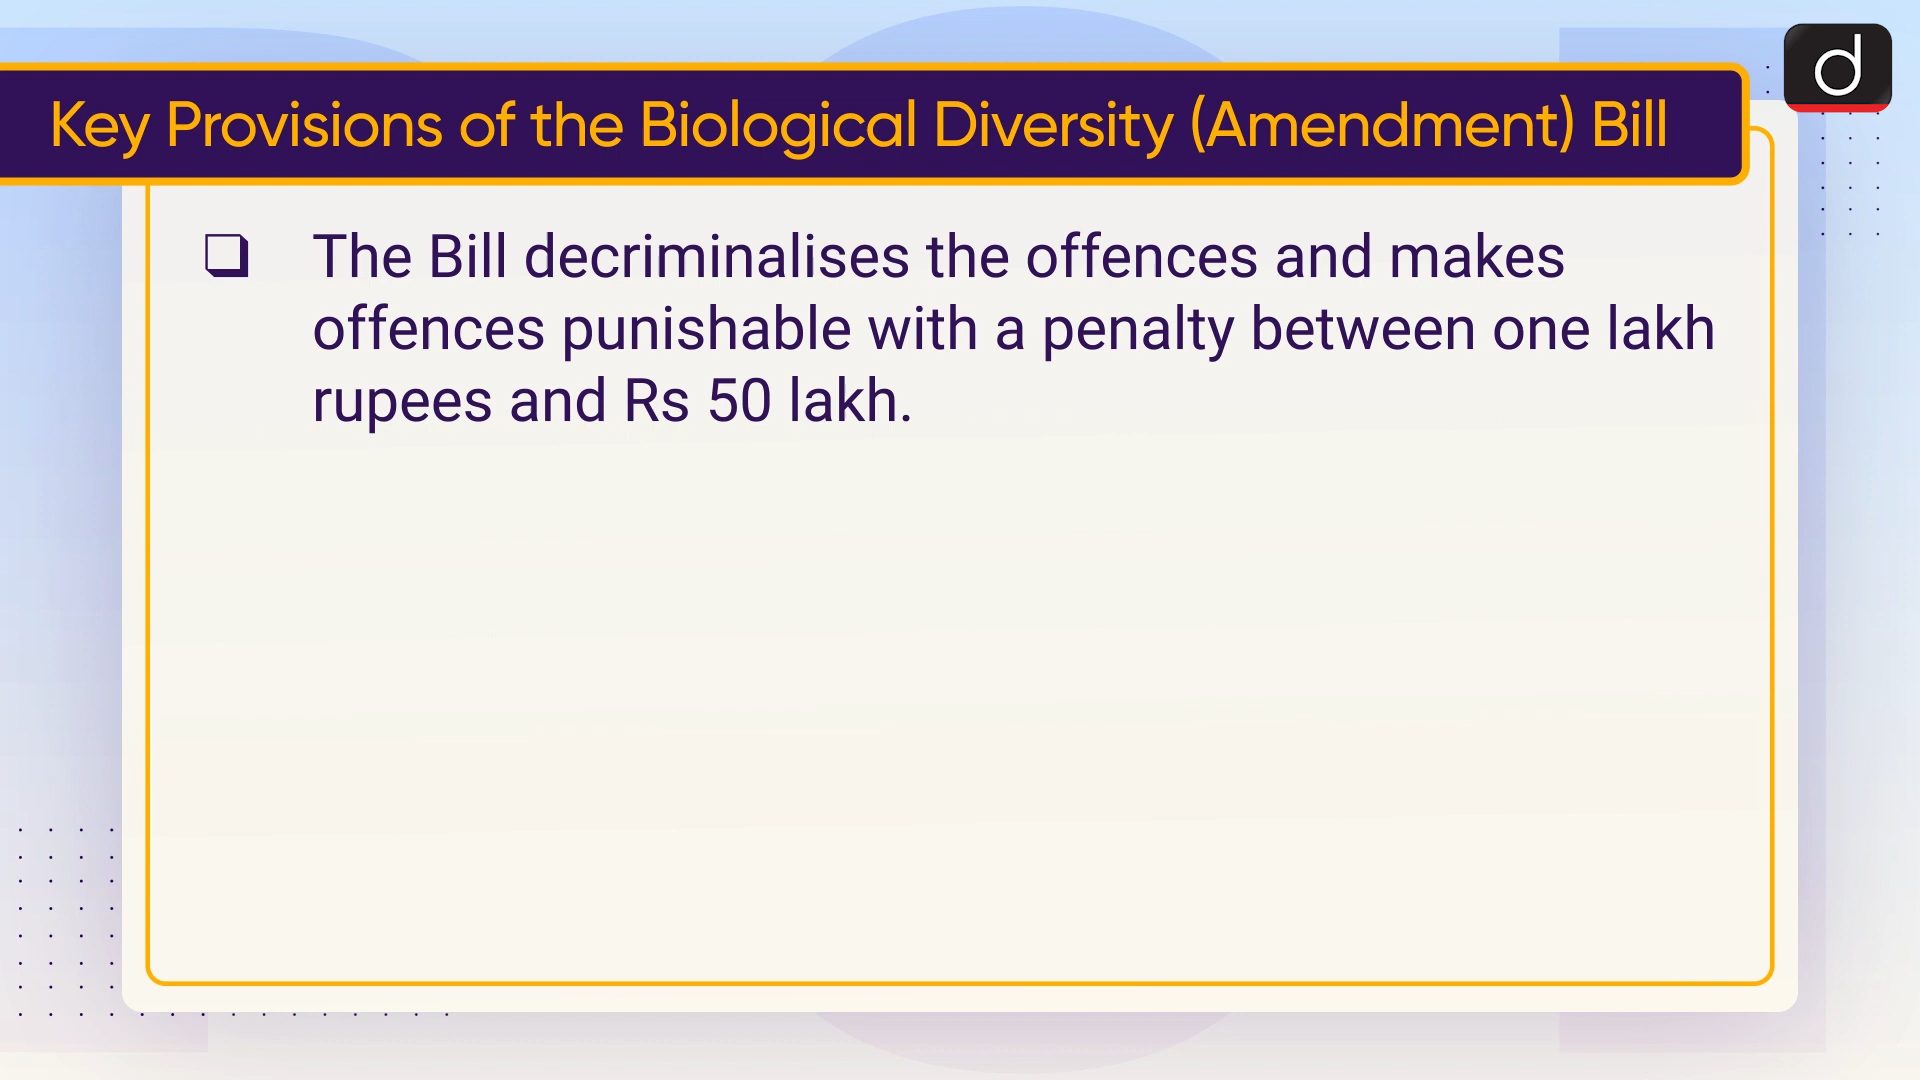 Key Provisions of the Biological Diversity (Amendment) Bill
d
❑ The Bill decriminalises the offences and makes
offences punishable with a penalty between one lakh
rupees and Rs 50 lakh.